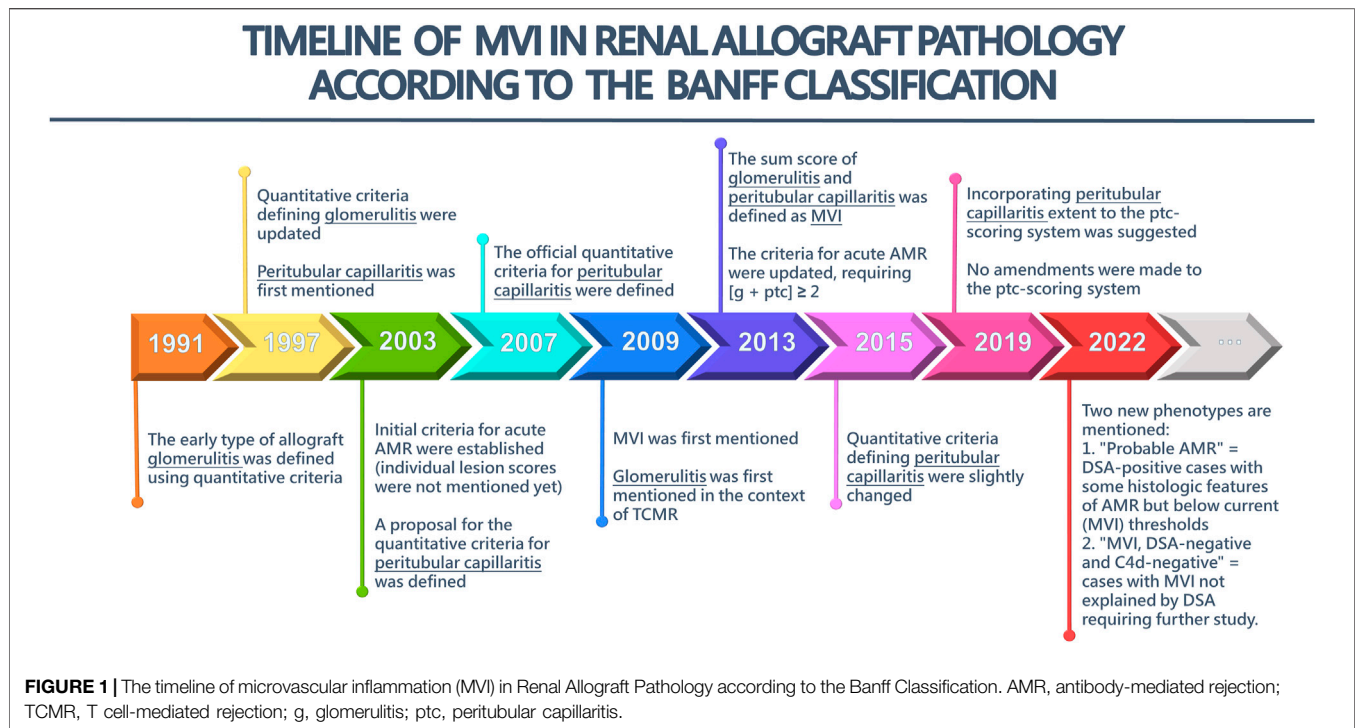 TIMELINE OF MVI IN RENAL ALLOGRAFT PATHOLOGY
ACCORDING TO THE BANFF CLASSIFICATION
Quantitative criteria
defining glomerulitis were
updated
Peritubular capillaritis was
first mentioned
The official quantitative
criteria for peritubular
capillaritis were defined
The sum score of
glomerulitis and
peritubular capillaritis was
defined as MVI
The criteria for acute AMR
were updated, requiring
[g + ptc] ≥ 2
Incorporating peritubular
capillaritis extent to the ptc-
scoring system was suggested
No amendments were made to
the ptc-scoring system
1991 1997 2003 2007 2009 2013 2015 2019 2022 ...
The early type of allograft
glomerulitis was defined
using quantitative criteria
Initial criteria for acute
AMR were established
(individual lesion scores
were not mentioned yet)
A proposal for the
quantitative criteria for
peritubular capillaritis
was defined
MVI was first mentioned
Glomerulitis was first
mentioned in the context
of TCMR
Quantitative criteria
defining peritubular
capillaritis were slightly
changed
Two new phenotypes are
mentioned:
1. "Probable AMR" =
DSA-positive cases with
some histologic features
of AMR but below current
(MVI) thresholds
2. "MVI, DSA-negative
and C4d-negative" =
cases with MVI not
explained by DSA
requiring further study.
FIGURE 1 | The timeline of microvascular inflammation (MVI) in Renal Allograft Pathology according to the Banff Classification. AMR, antibody-mediated rejection;
TCMR, T cell-mediated rejection; g, glomerulitis; ptc, peritubular capillaritis.